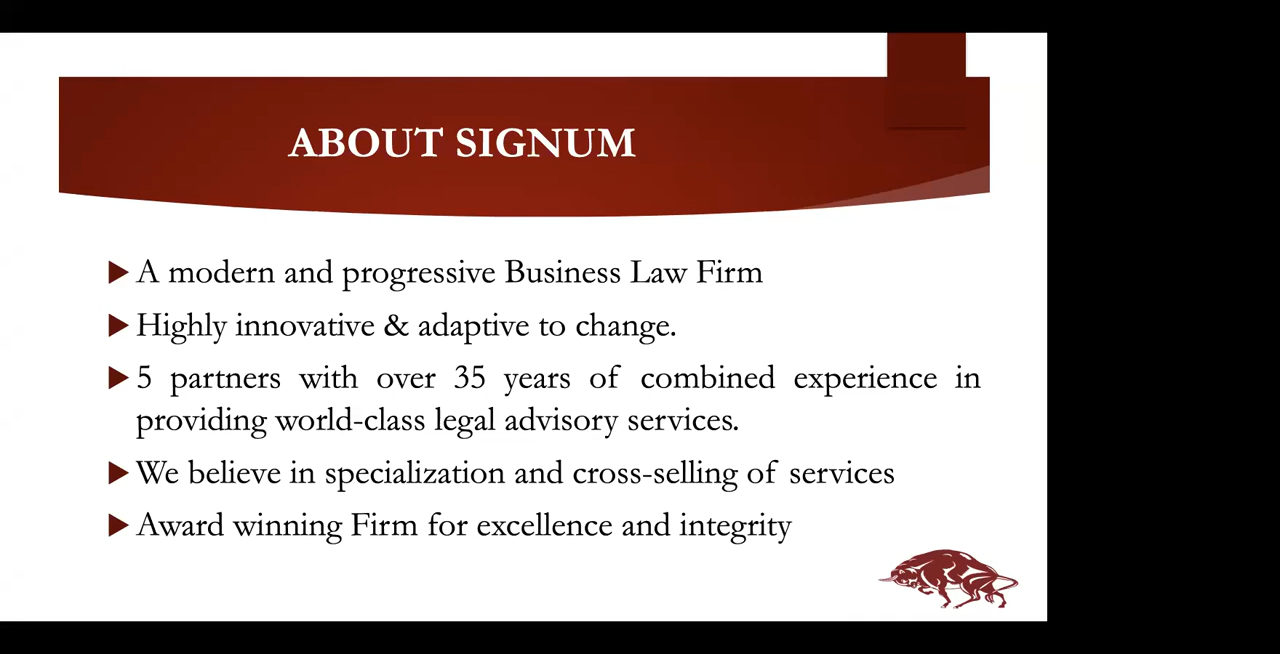 ABOUT SIGNUM
A modern and progressive Business Law Firm
Highly innovative & adaptive to change.
5 partners with over 35 years of combined experience in
providing world-class legal advisory services.
We believe in specialization and cross-selling of services
Award winning Firm for excellence and integrity